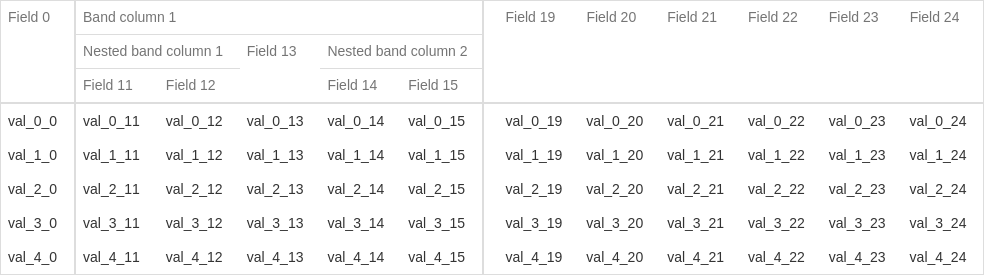 Field 0 Band column 1 Field 19 Field 20 Field 21 Field 22 Field 23 Field 24
Nested band column 1 Field 13 Nested band column 2
Field 11 Field 12 Field 14 Field 15
val_0_0 val_0_11 val_0_12 val_0_13 val_0_14 val_0_15 val_0_19 val_0_20 val_0_21 val_0_22 val_0_23 val_0_24
val_1_0 val_1_11 val_1_12 val_1_13 val_1_14 val_1_15 val_1_19 val_1_20 val_1_21 val_1_22 val_1_23 val_1_24
val_2_0 val_2_11 val_2_12 val_2_13 val_2_14 val_2_15 val_2_19 val_2_20 val_2_21 val_2_22 val_2_23 val_2_24
val_3_0 val_3_11 val_3_12 val_3_13 val_3_14 val_3_15 val_3_19 val_3_20 val_3_21 val_3_22 val_3_23 val_3_24
val_4_0 val_4_11 val_4_12 val_4_13 val_4_14 val_4_15 val_4_19 val_4_20 val_4_21 val_4_22 val_4_23 val_4_24